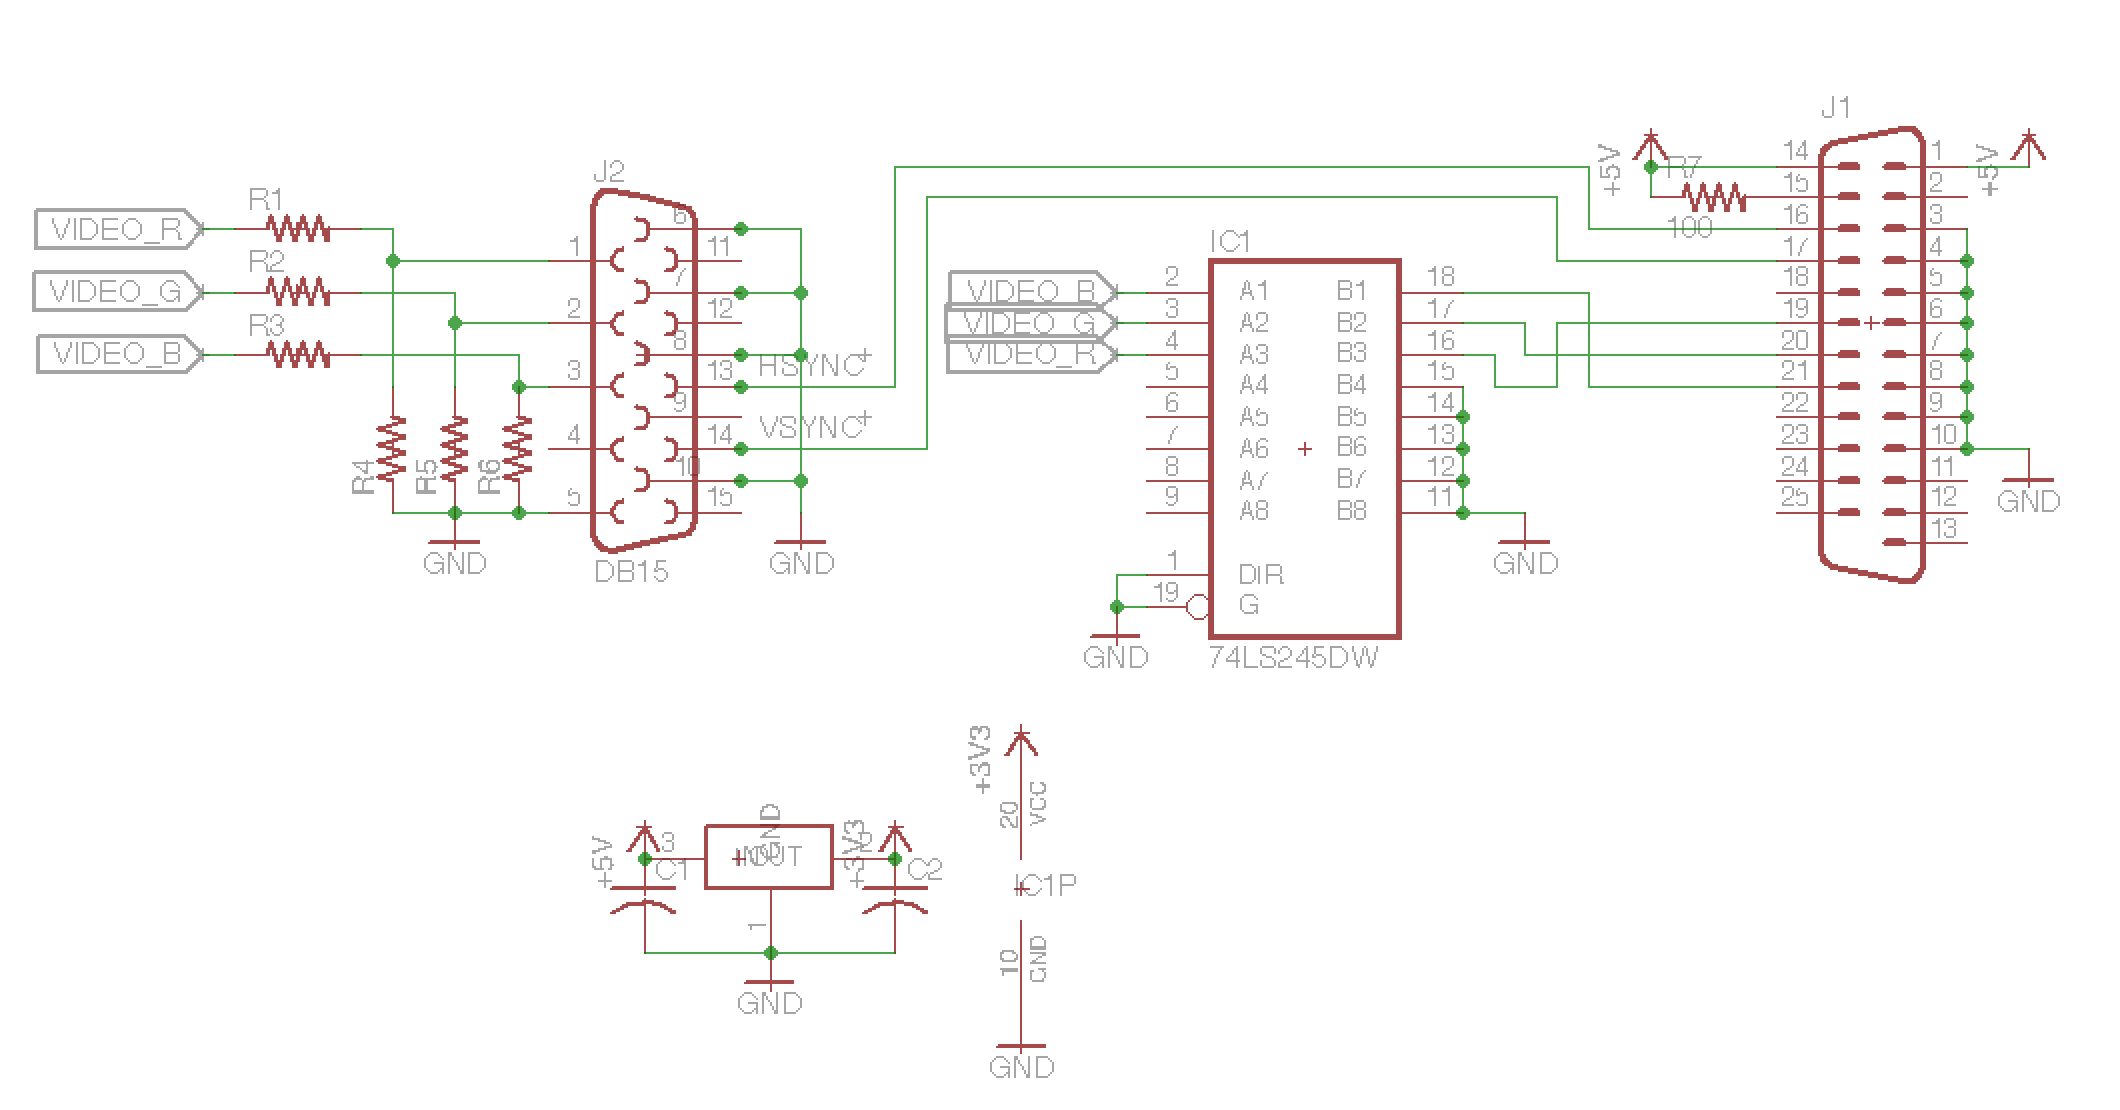 J1
+5V
R7
100
+5V
14
15
16
17
18
19
20
21
22
23
24
25
1
2
3
4
5
6
7
8
9
10
11
12
13
GND
VIDEO_R
VIDEO_G
VIDEO_B
R1
R2
R3
R4
R5
R6
GND
J2
1
2
3
4
5
6
11
7
12
8
13
9
14
10
15
DB15
HSYNC
VSYNC
GND
VIDEO_B
VIDEO_G
VIDEO_R
IC1
2
3
4
5
6
7
8
9
1
19
A1
A2
A3
A4
A5
A6
A7
A8
DIR
G
B1
B2
B3
B4
B5
B6
B7
B8
18
17
16
15
14
13
12
11
74LS245DW
GND
GND
+5V
3
C1
GND
IN
OUT
1
+3V3
2
C2
GND
+3V3
20
VCC
IC1P
10
GND
GND